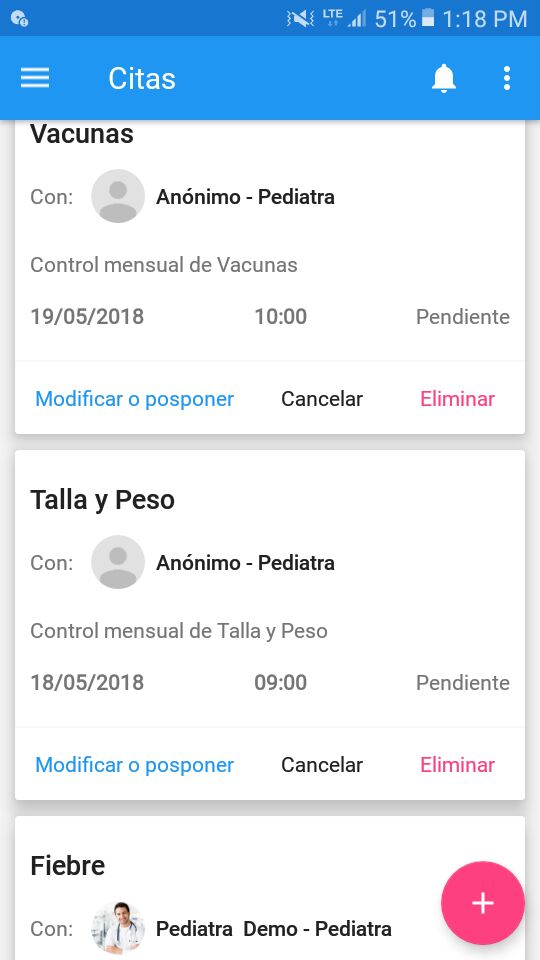 LTE 51% 1:18 PM
Citas
Vacunas
Con: Anónimo - Pediatra
Control mensual de Vacunas
19/05/2018 10:00 Pendiente
Modificar o posponer Cancelar Eliminar
Talla y Peso
Con: Anónimo - Pediatra
Control mensual de Talla y Peso
18/05/2018 09:00 Pendiente
Modificar o posponer Cancelar Eliminar
Fiebre
Con: Pediatra Demo - Pediatra